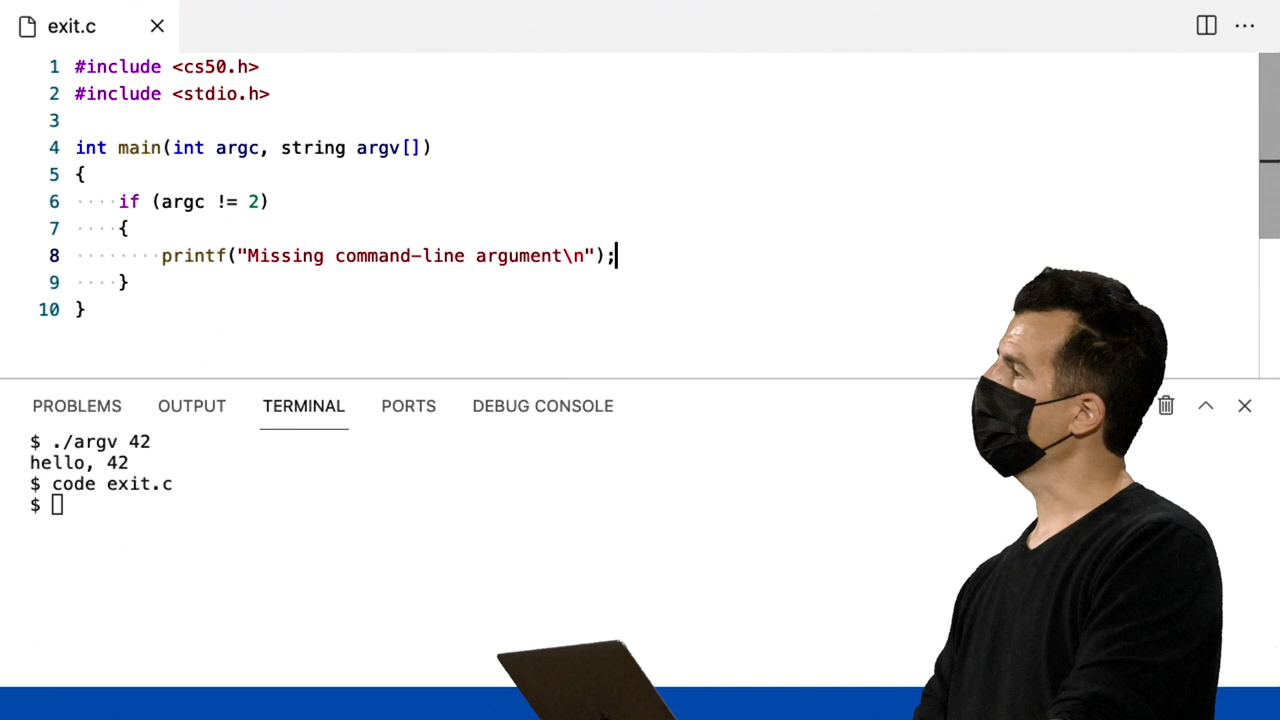 exit.c
1 #include <cs50.h>
2 #include <stdio.h>
3
4 int main(int argc, string argv[])
5 {
6 ····if (argc != 2)
7 ····{
8 ········printf("Missing command-line argument\n");
9 ····}
10 }
PROBLEMS OUTPUT TERMINAL PORTS DEBUG CONSOLE
$ ./argv 42
hello, 42
$ code exit.c
$